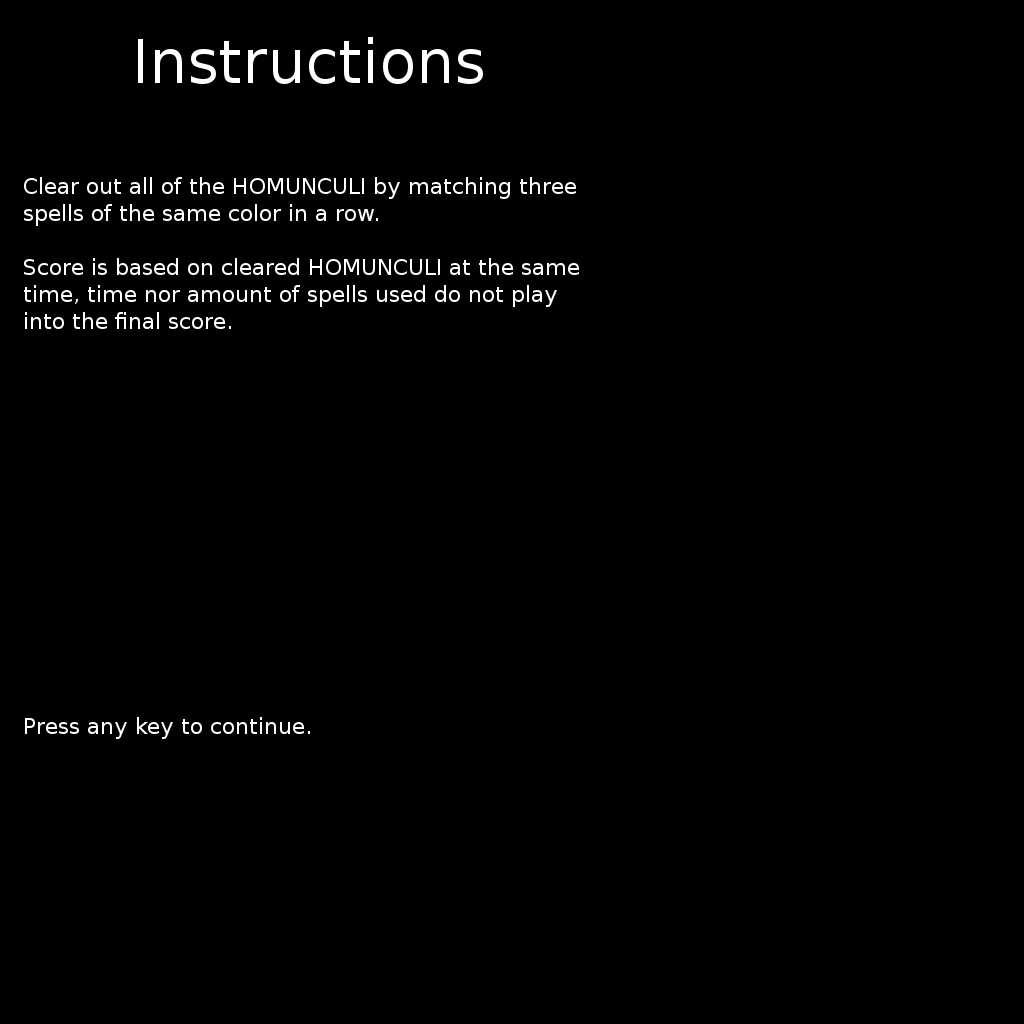 Instructions
Clear out all of the HOMUNCULI by matching three
spells of the same color in a row.
Score is based on cleared HOMUNCULI at the same
time, time nor amount of spells used do not play
into the final score.
Press any key to continue.